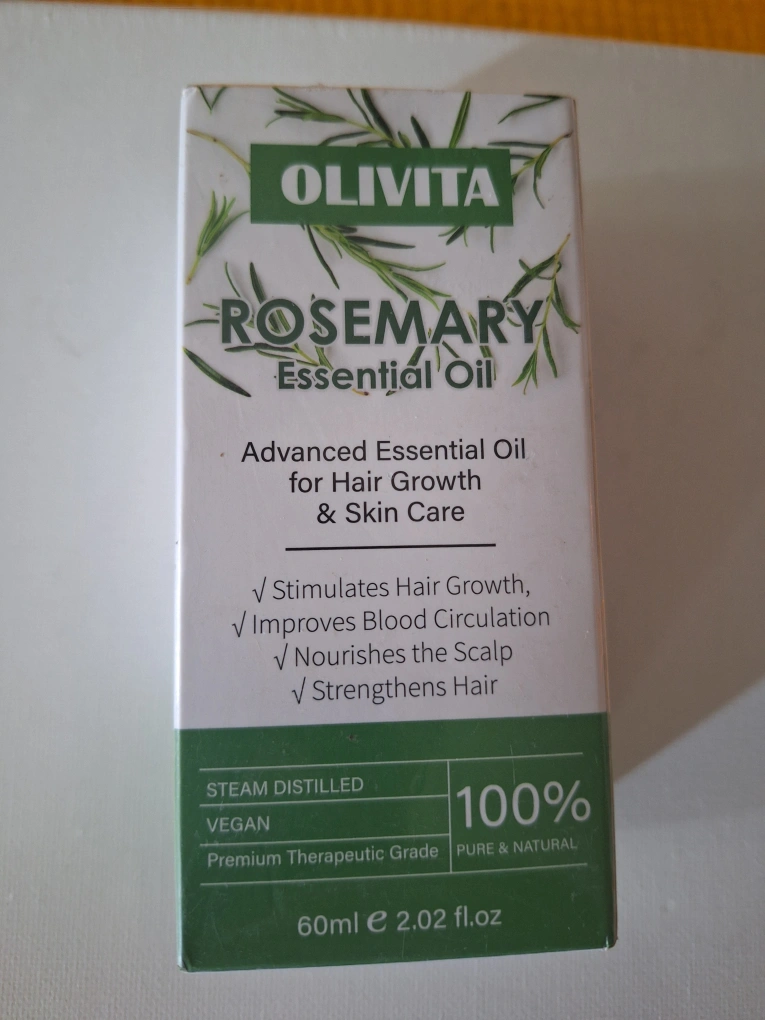 OLIVITA
ROSEMARY
Essential Oil
Advanced Essential Oil
for Hair Growth
& Skin Care
√ Stimulates Hair Growth,
√ Improves Blood Circulation
√ Nourishes the Scalp
√ Strengthens Hair
STEAM DISTILLED
VEGAN
Premium Therapeutic Grade
100%
PURE & NATURAL
60ml e 2.02 fl.oz